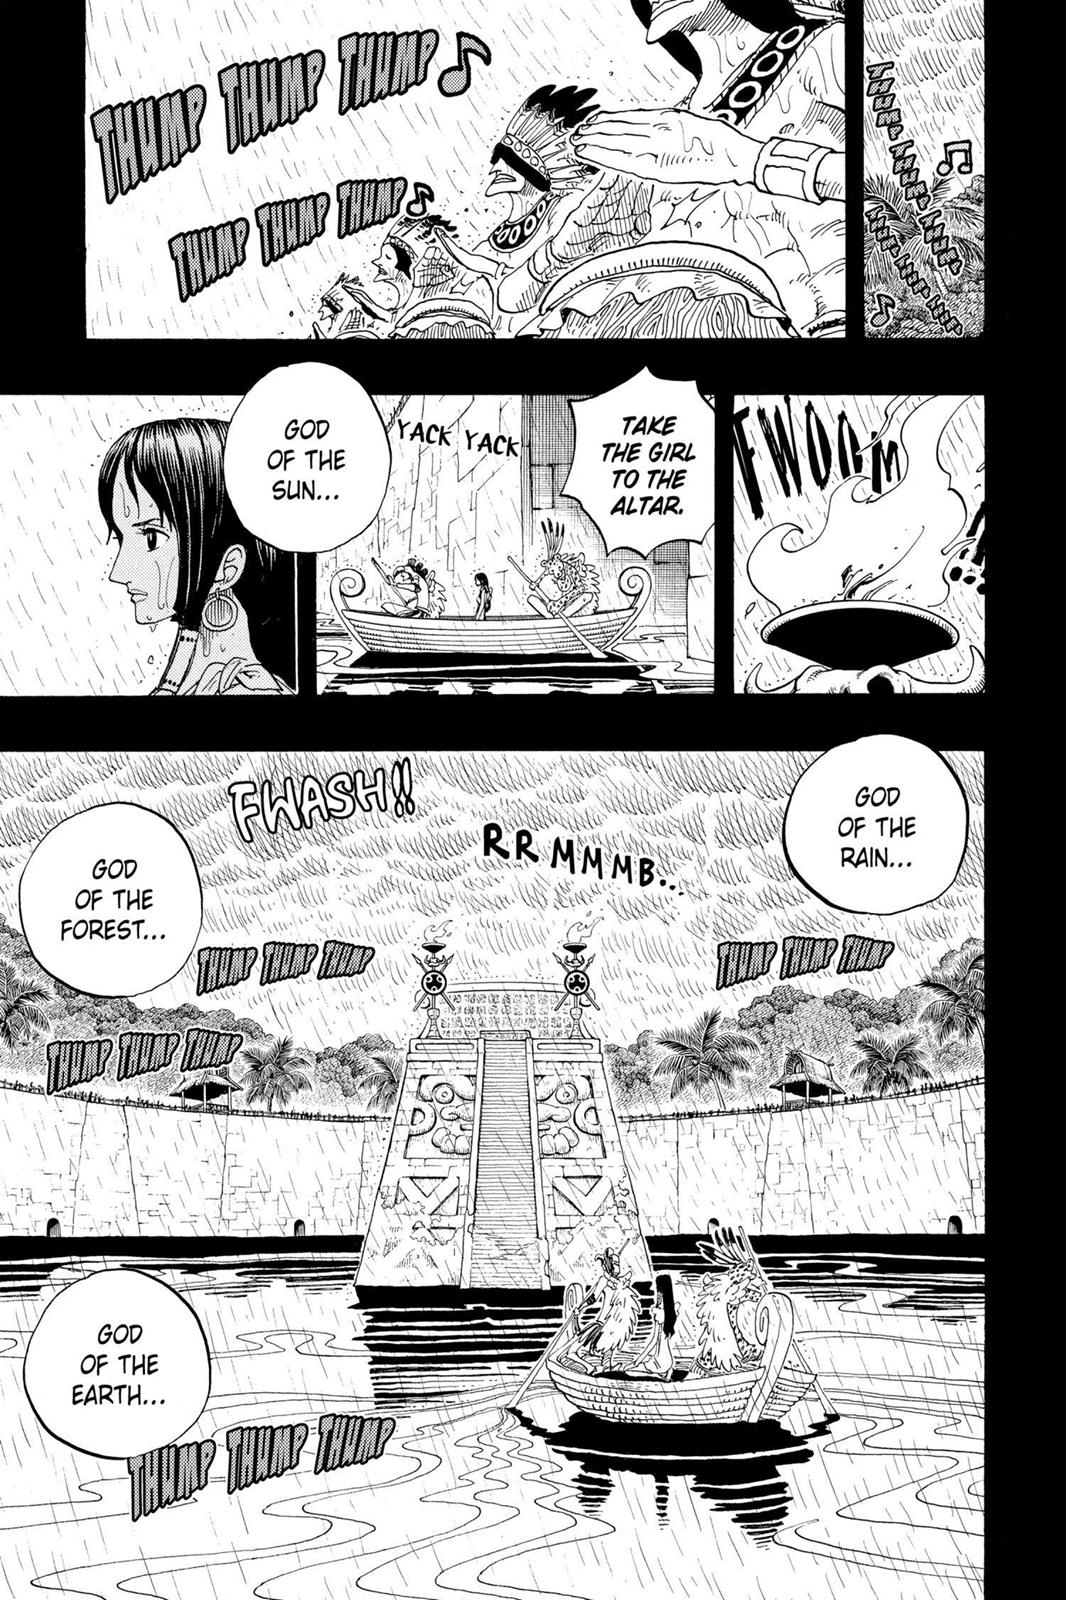 THUMP THUMP THUMP
THUMP THUMP THUMP
THUMP THUMP THUMP
THUMP THUMP THUMP
FWOOM
TAKE
THE GIRL
TO THE
ALTAR.
YACK YACK
GOD
OF THE
SUN...
GOD
OF THE
RAIN...
FWASH!!
RRMMMB...
GOD
OF THE
FOREST...
THUMP THUMP THUMP
THUMP THUMP THUMP
THUMP THUMP THUMP
GOD
OF THE
EARTH...
THUMP THUMP THUMP